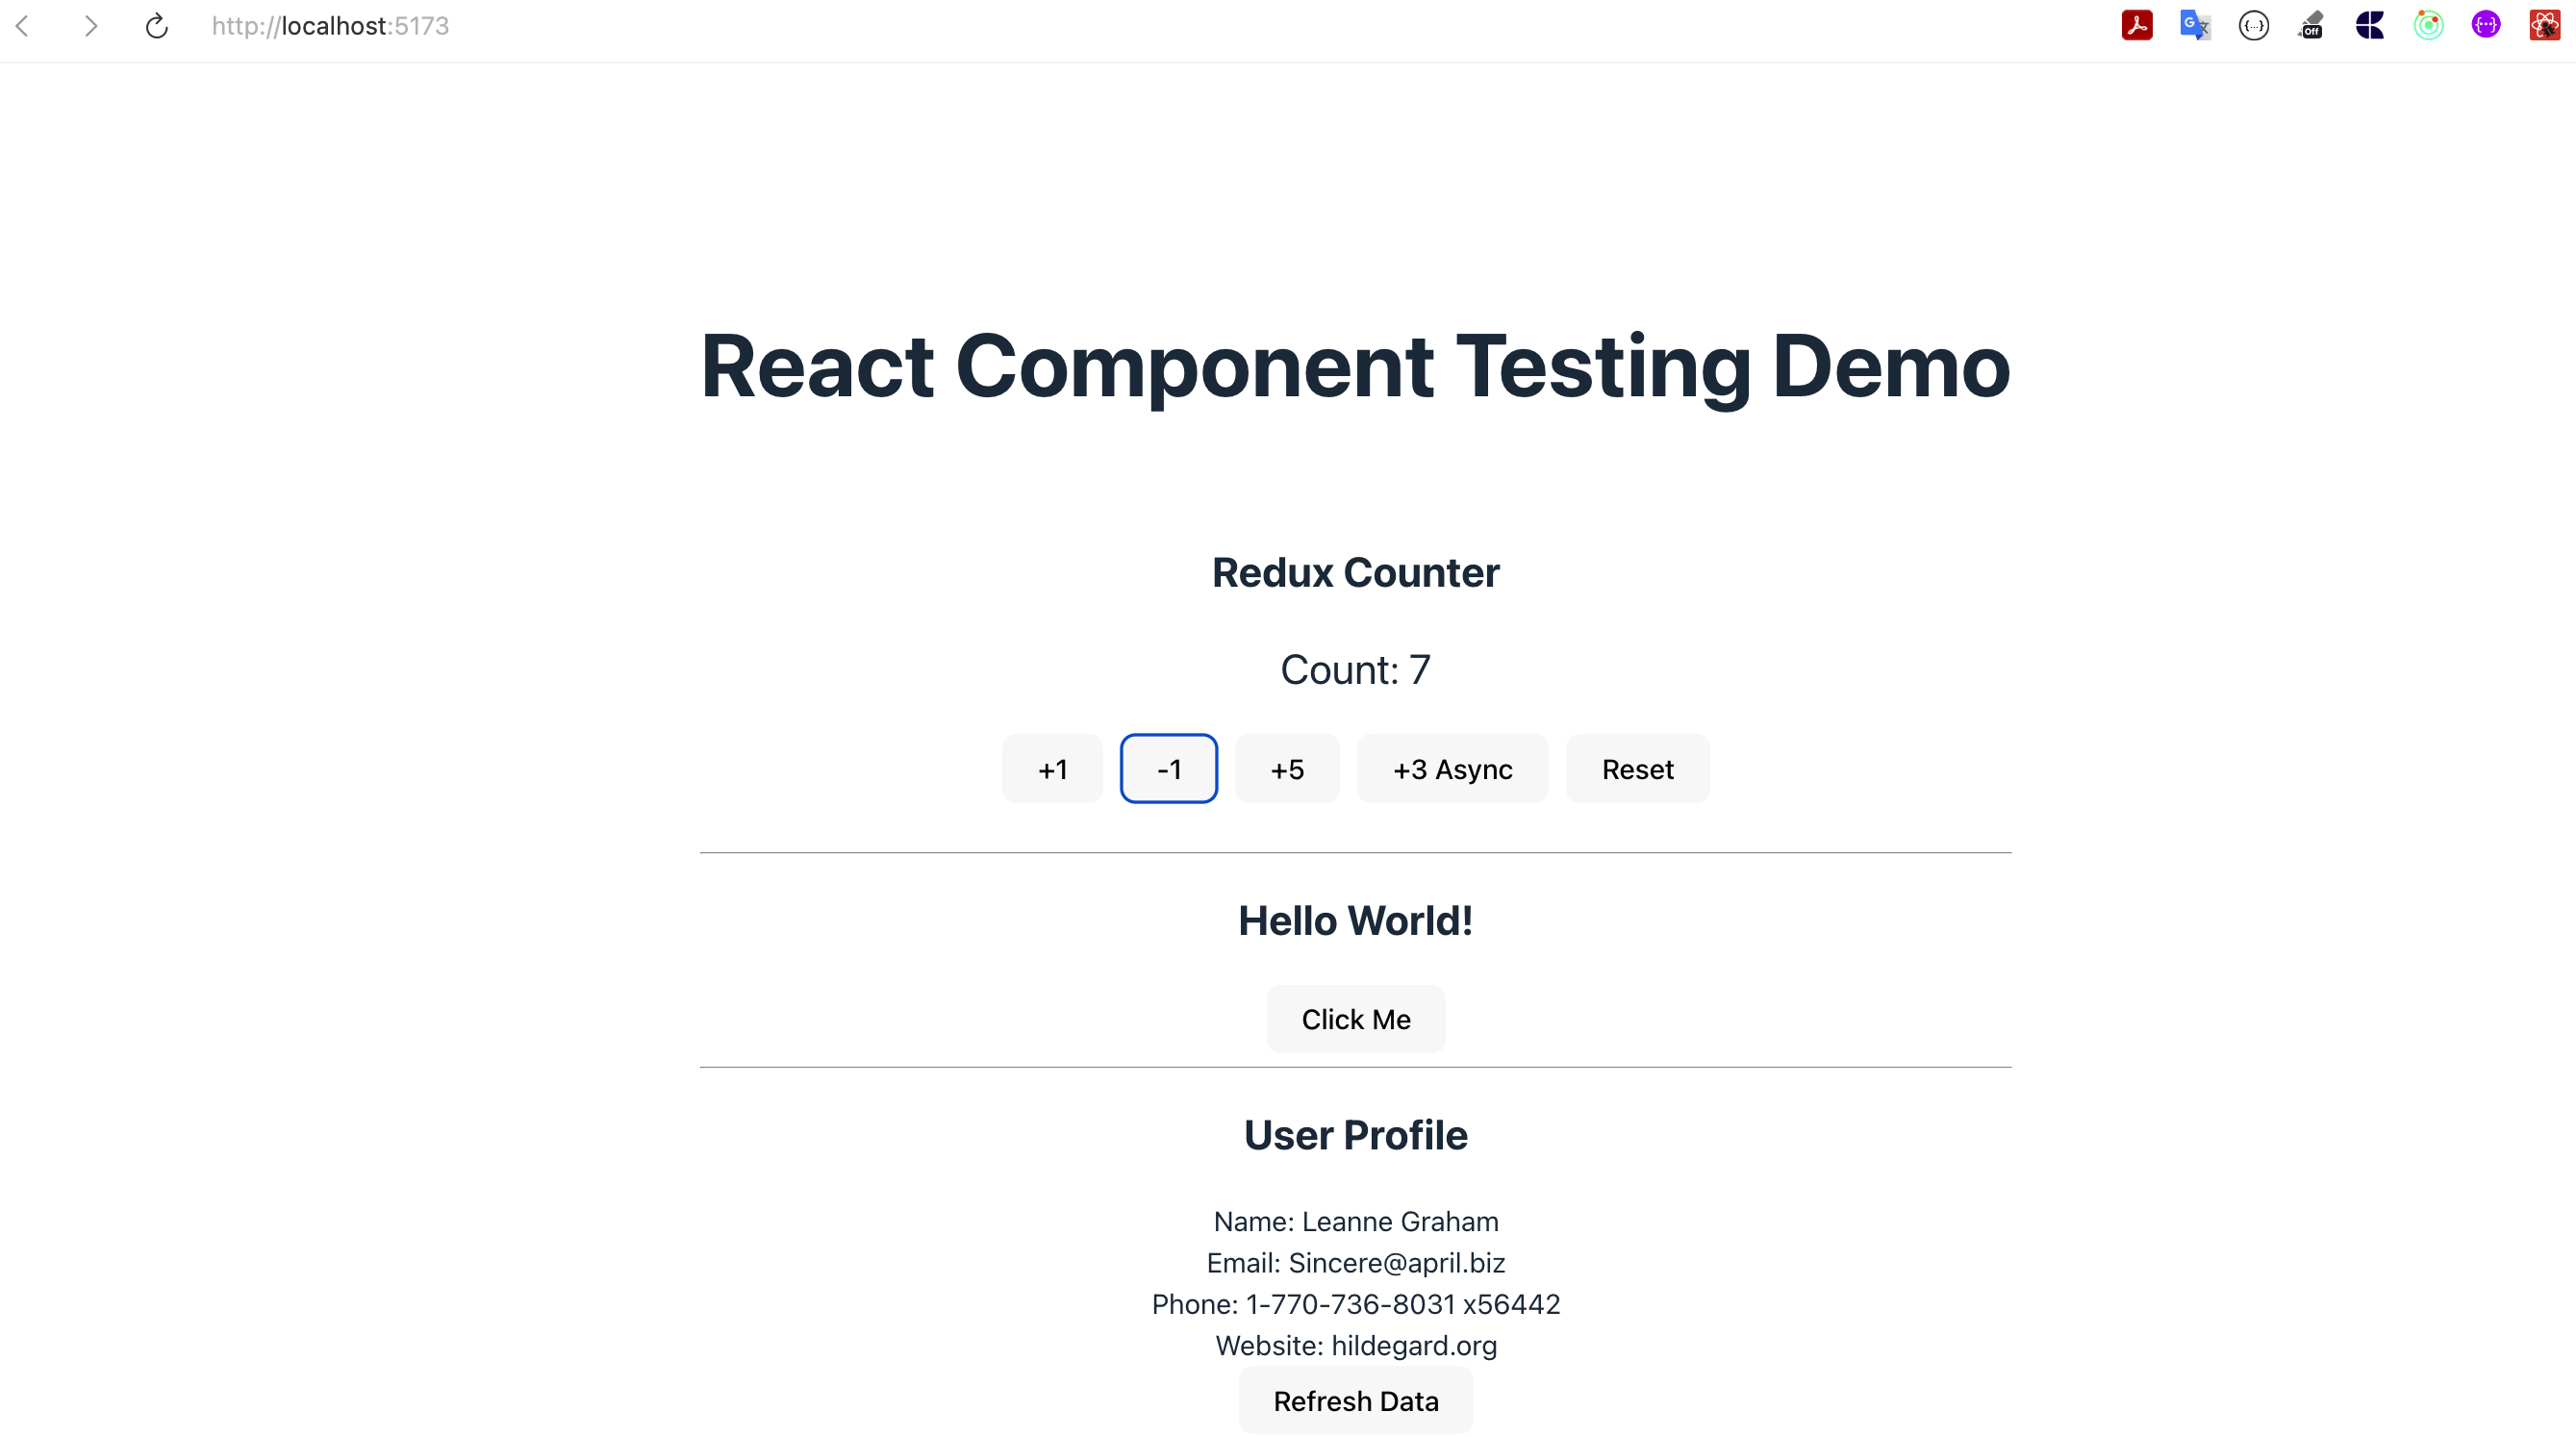 http://localhost:5173
Off
React Component Testing Demo
Redux Counter
Count: 7
+1 -1 +5 +3 Async Reset
Hello World!
Click Me
User Profile
Name: Leanne Graham
Email: Sincere@april.biz
Phone: 1-770-736-8031 x56442
Website: hildegard.org
Refresh Data